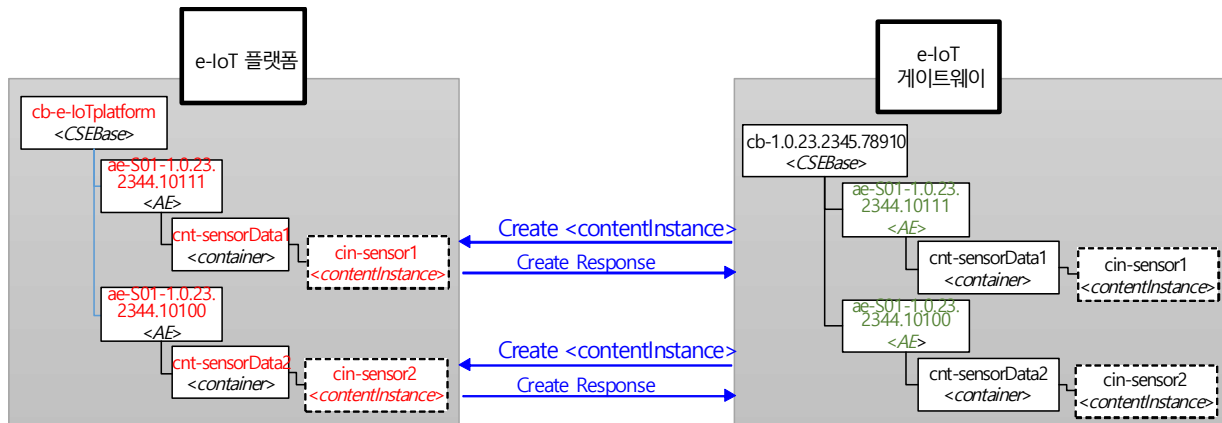 e-IoT 플랫폼
cb-e-IoTplatform
<CSEBase>
ae-S01-1.0.23.
2344.10111
<AE>
cnt-sensorData1
<container>
cin-sensor1
<contentInstance>
ae-S01-1.0.23.
2344.10100
<AE>
cnt-sensorData2
<container>
cin-sensor2
<contentInstance>
Create <contentInstance>
Create Response
Create <contentInstance>
Create Response
e-IoT
게이트웨이
cb-1.0.23.2345.78910
<CSEBase>
ae-S01-1.0.23.
2344.10111
<AE>
cnt-sensorData1
<container>
cin-sensor1
<contentInstance>
ae-S01-1.0.23.
2344.10100
<AE>
cnt-sensorData2
<container>
cin-sensor2
<contentInstance>